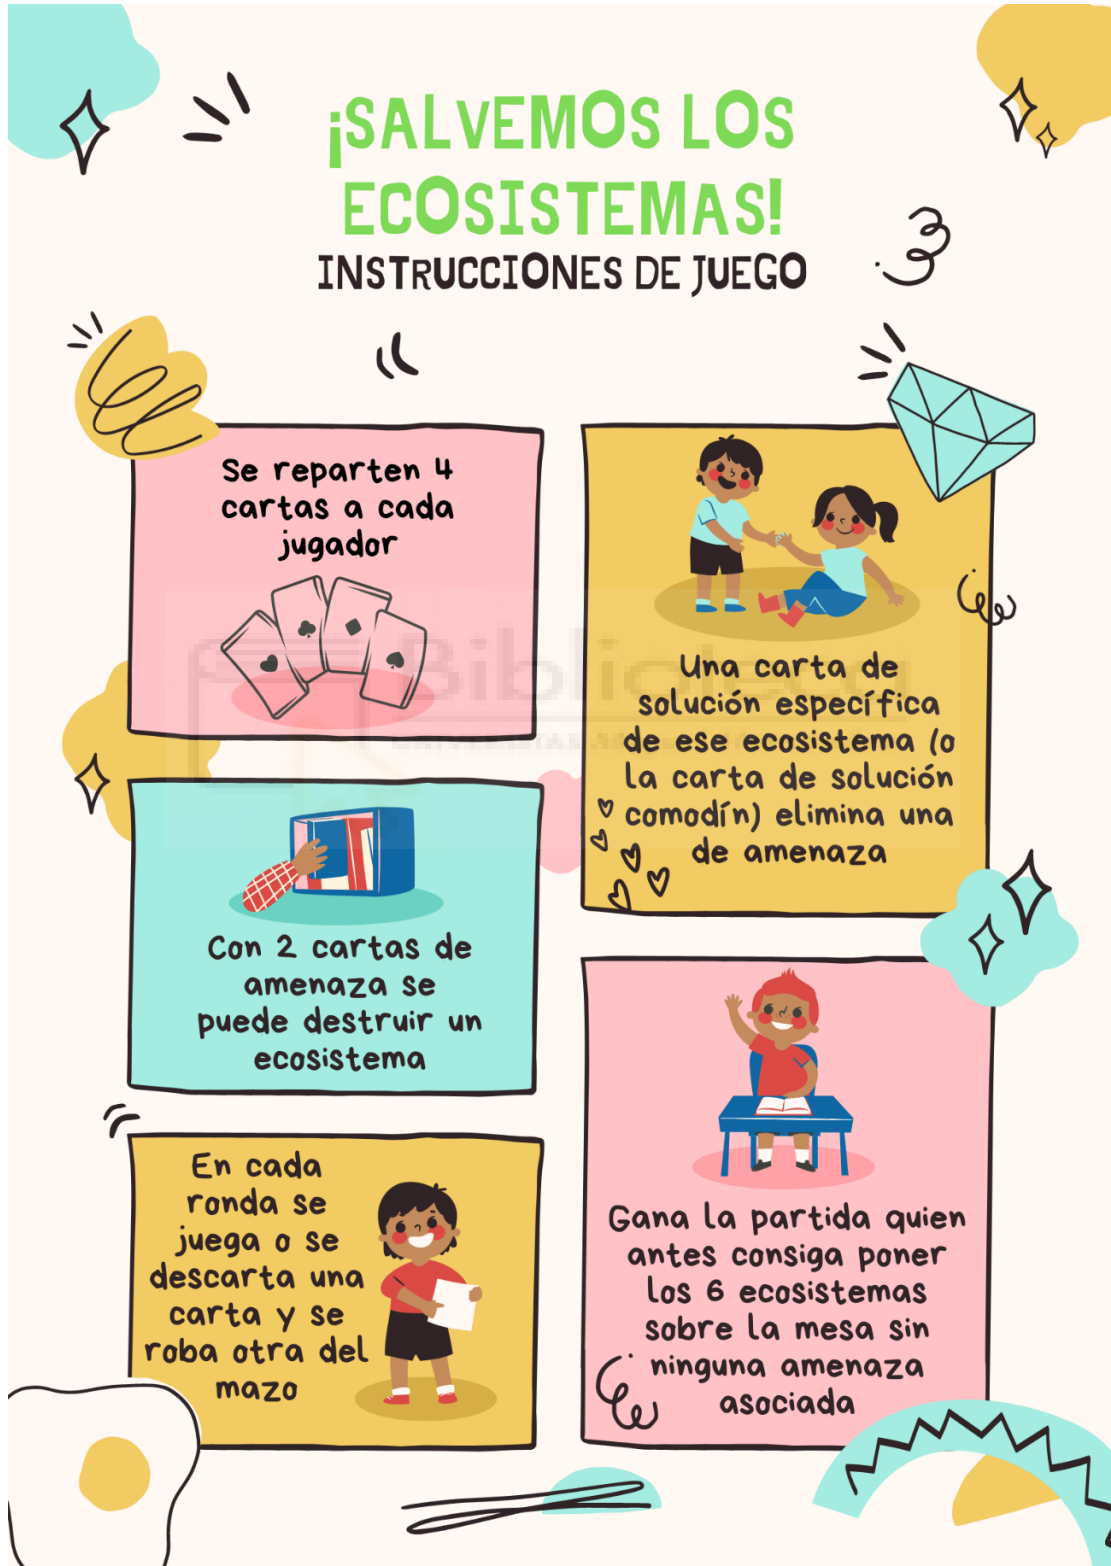 ¡SALVEMOS LOS
ECOSISTEMAS!
INSTRUCCIONES DE JUEGO
Se reparten 4
cartas a cada
jugador
Con 2 cartas de
amenaza se
puede destruir un
ecosistema
En cada
ronda se
juega o se
descarta una
carta y se
roba otra del
mazo
Una carta de
solución específica
de ese ecosistema (o
la carta de solución
comodín) elimina una
de amenaza
Gana la partida quien
antes consiga poner
los 6 ecosistemas
sobre la mesa sin
ninguna amenaza
asociada
Biblioteca